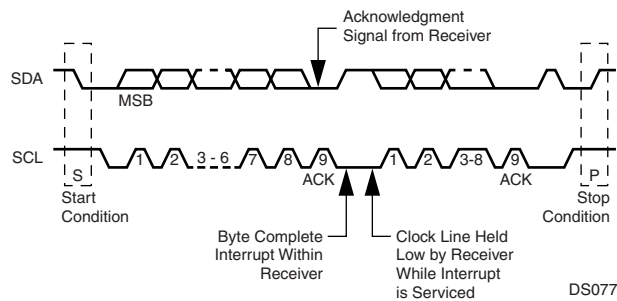 Acknowledgment
Signal from Receiver
SDA
MSB
SCL
S
1
2
3 - 6
7
8
9
1
2
3-8
9
P
ACK
ACK
Start
Condition
Stop
Condition
Byte Complete
Interrupt Within
Receiver
Clock Line Held
Low by Receiver
While Interrupt
is Serviced
DS077